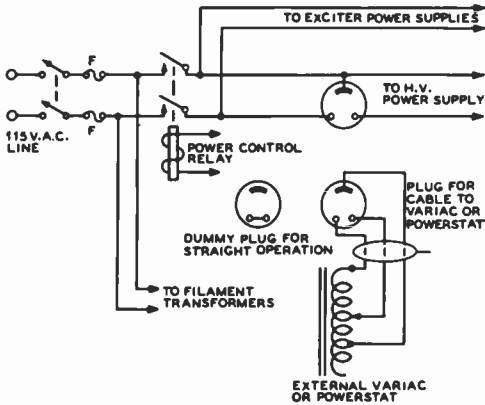 TO EXCITER POWER SUPPLIES
F
TO H.V.
POWER SUPPLY
F
115 V. A.C.
LINE
POWER CONTROL
RELAY
PLUG FOR
CABLE TO
VARIAC OR
POWERSTAT
DUMMY PLUG FOR
STRAIGHT OPERATION
TO FILAMENT
TRANSFORMERS
EXTERNAL VARIAC
OR POWERSTAT